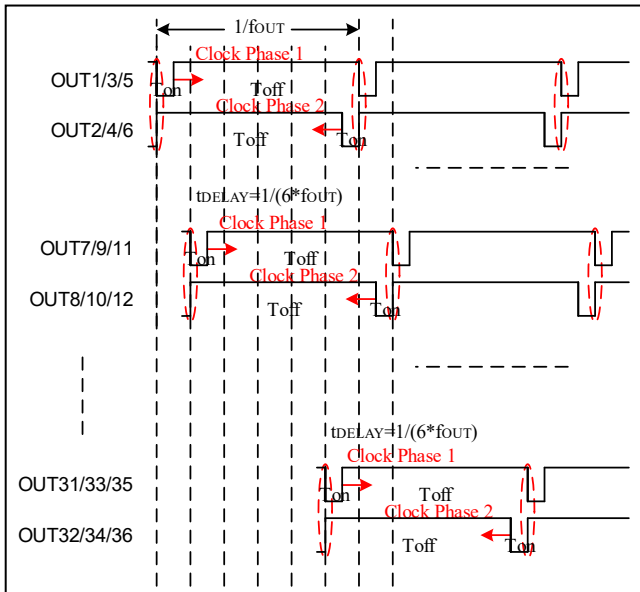 1/fOUT
Clock Phase 1
OUT1/3/5
Ton
Toff
Clock Phase 2
OUT2/4/6
Toff
Ton
tDELAY=1/(6*fOUT)
Clock Phase 1
OUT7/9/11
Ton
Toff
Clock Phase 2
OUT8/10/12
Toff
Ton
tDELAY=1/(6*fOUT)
Clock Phase 1
OUT31/33/35
Ton
Toff
Clock Phase 2
OUT32/34/36
Toff
Ton